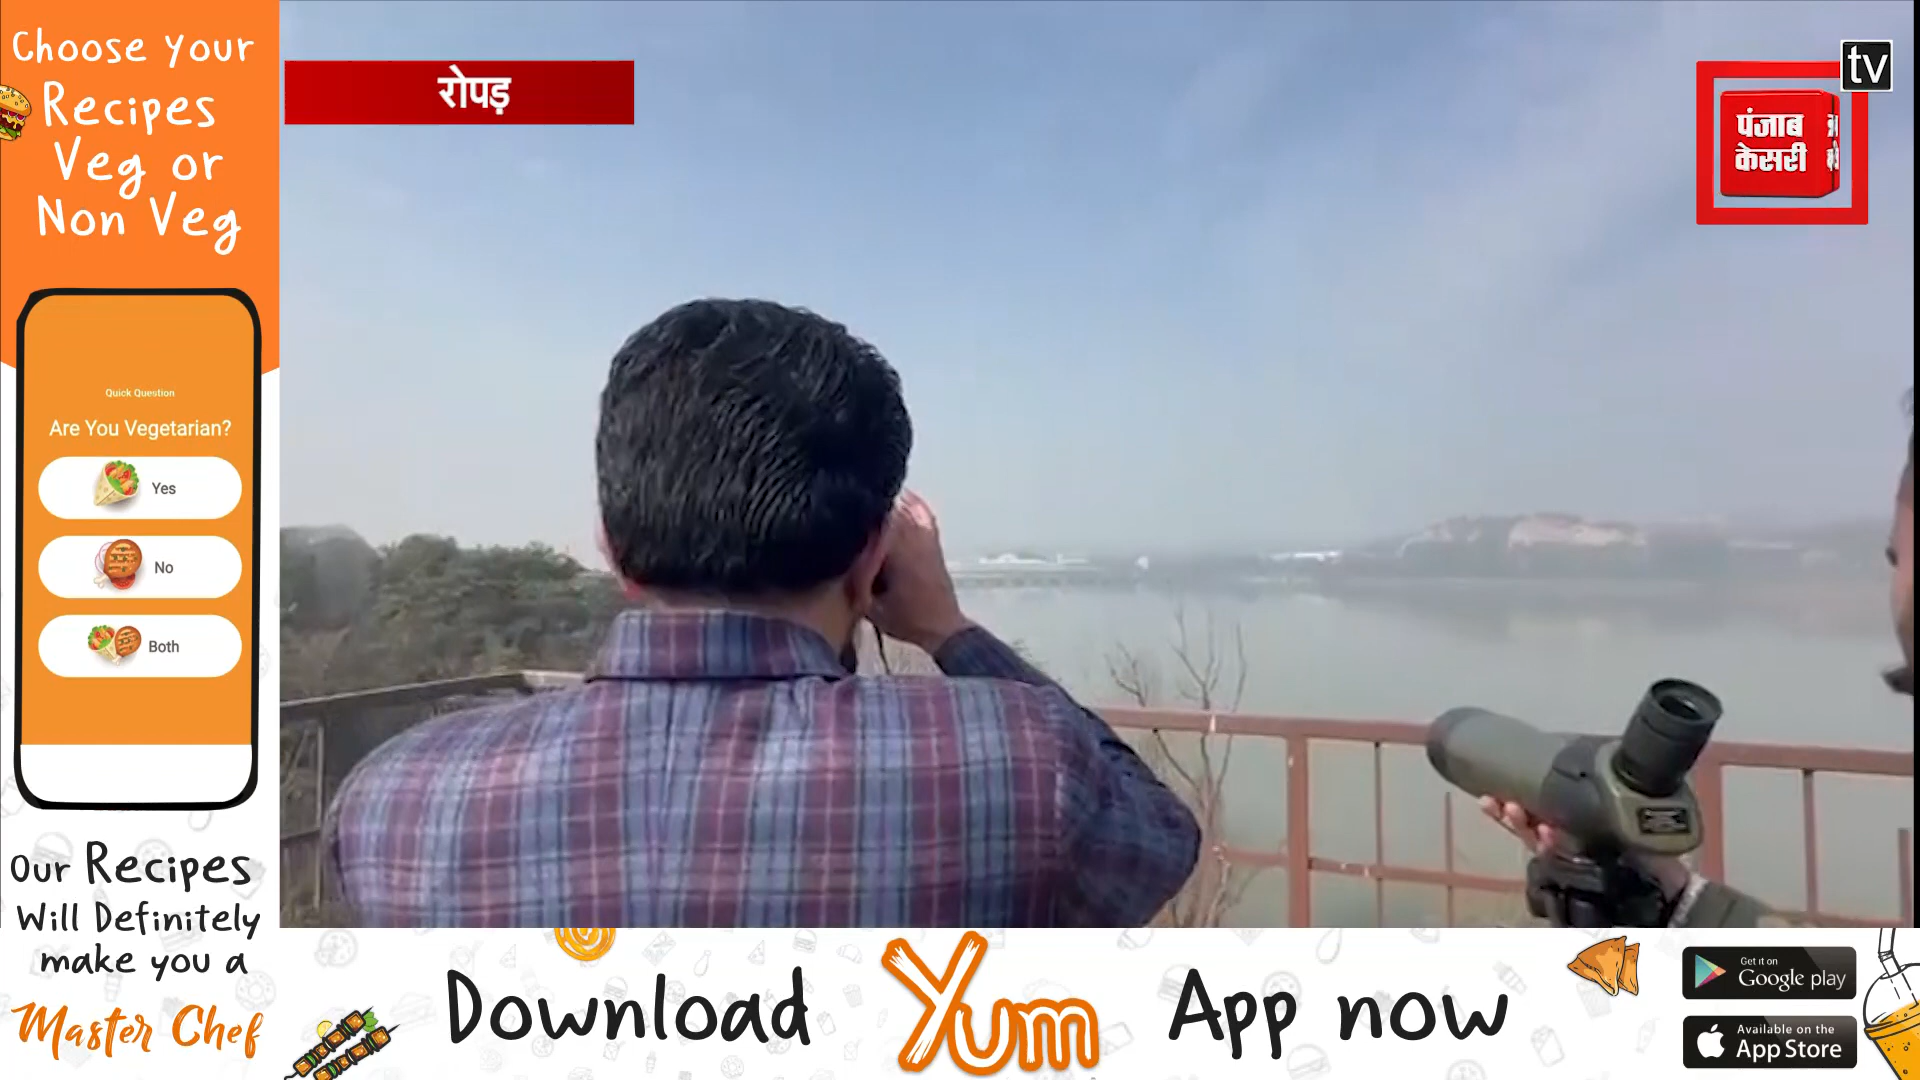 Choose your
Recipes
Veg or
Non Veg
Quick Question
Are You Vegetarian?
Yes
No
Both
Our Recipes
Will Definitely
make you a
Master Chef
रोपड़
tv
पंजाब
केसरी
Download Yum App now
Get it on
Google play
Available on the
App Store